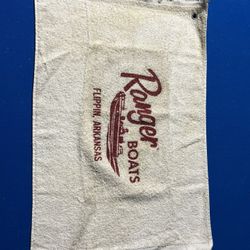 Ranger
BOATS
FLIPPIN, ARKANSAS